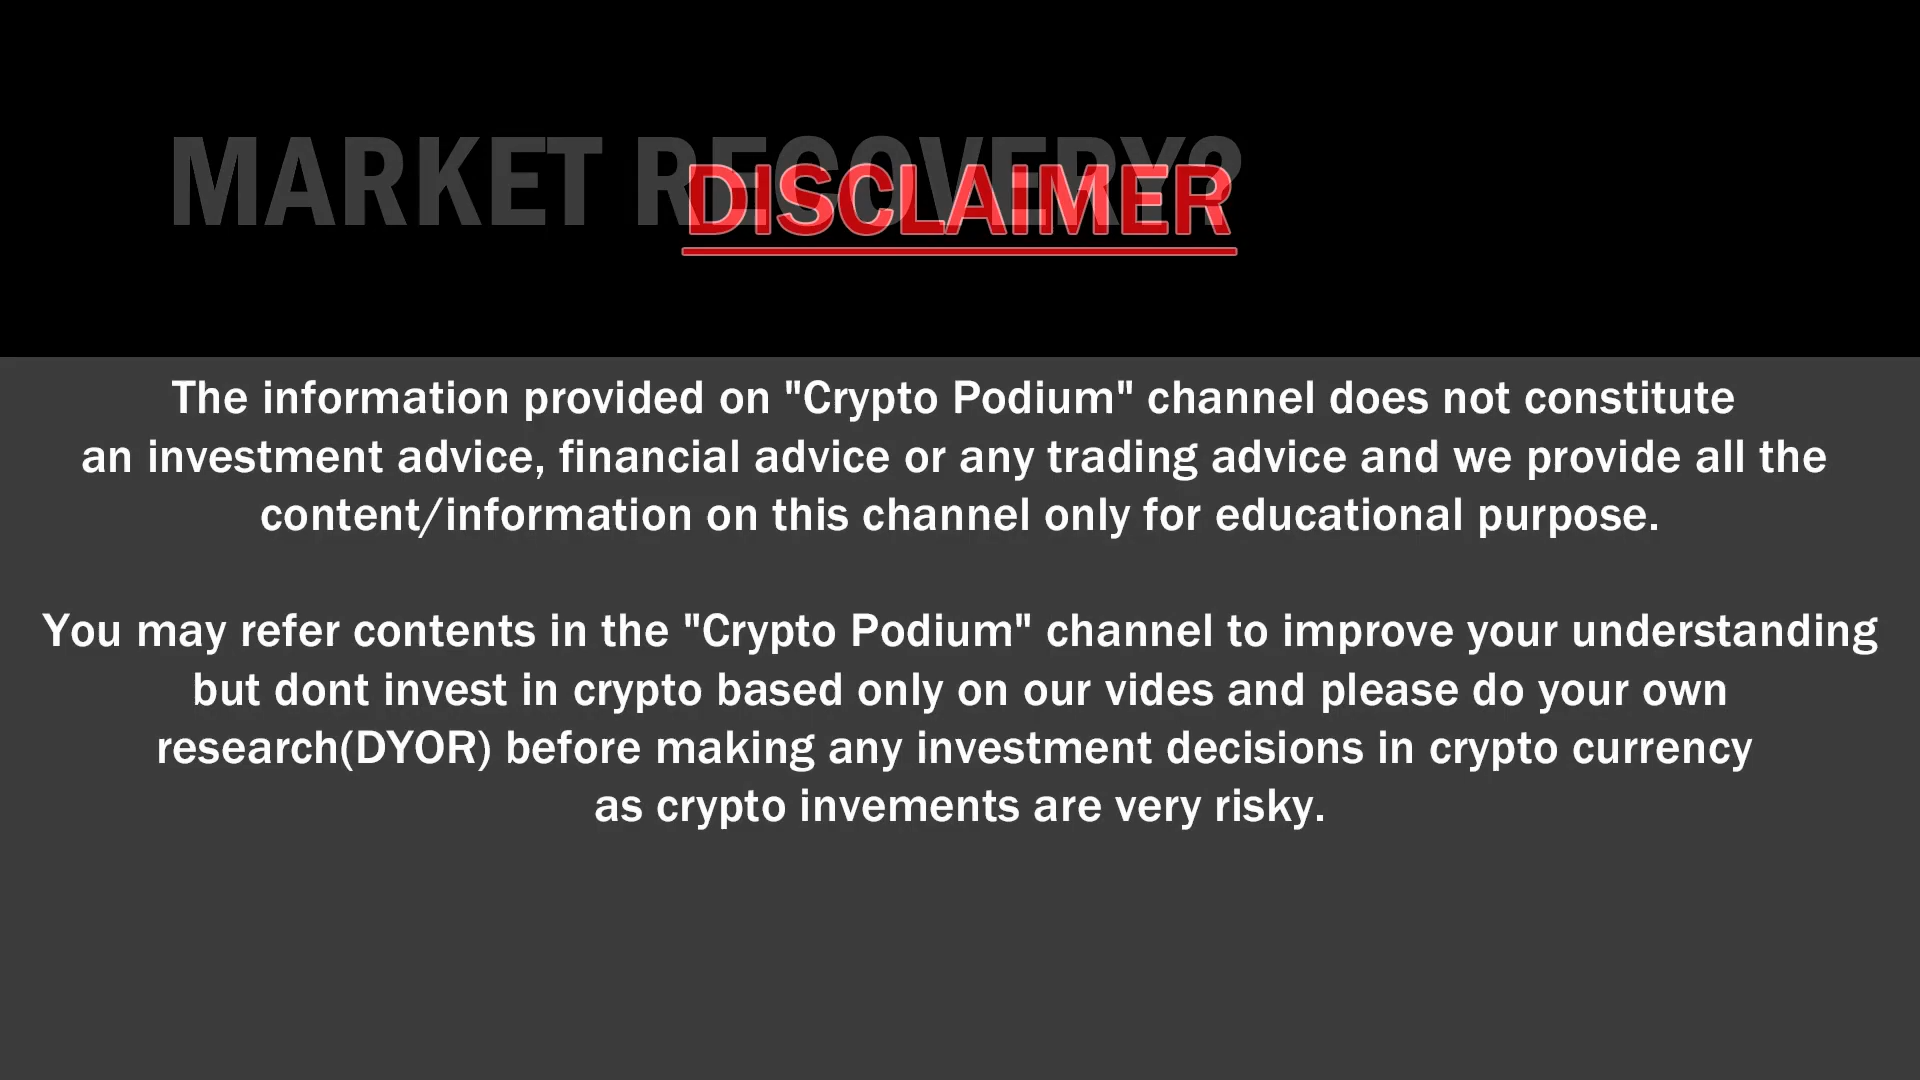 MARKET RECOVERY?
DISCLAIMER
The information provided on "Crypto Podium" channel does not constitute
an investment advice, financial advice or any trading advice and we provide all the
content/information on this channel only for educational purpose.
You may refer contents in the "Crypto Podium" channel to improve your understanding
but dont invest in crypto based only on our vides and please do your own
research(DYOR) before making any investment decisions in crypto currency
as crypto invements are very risky.